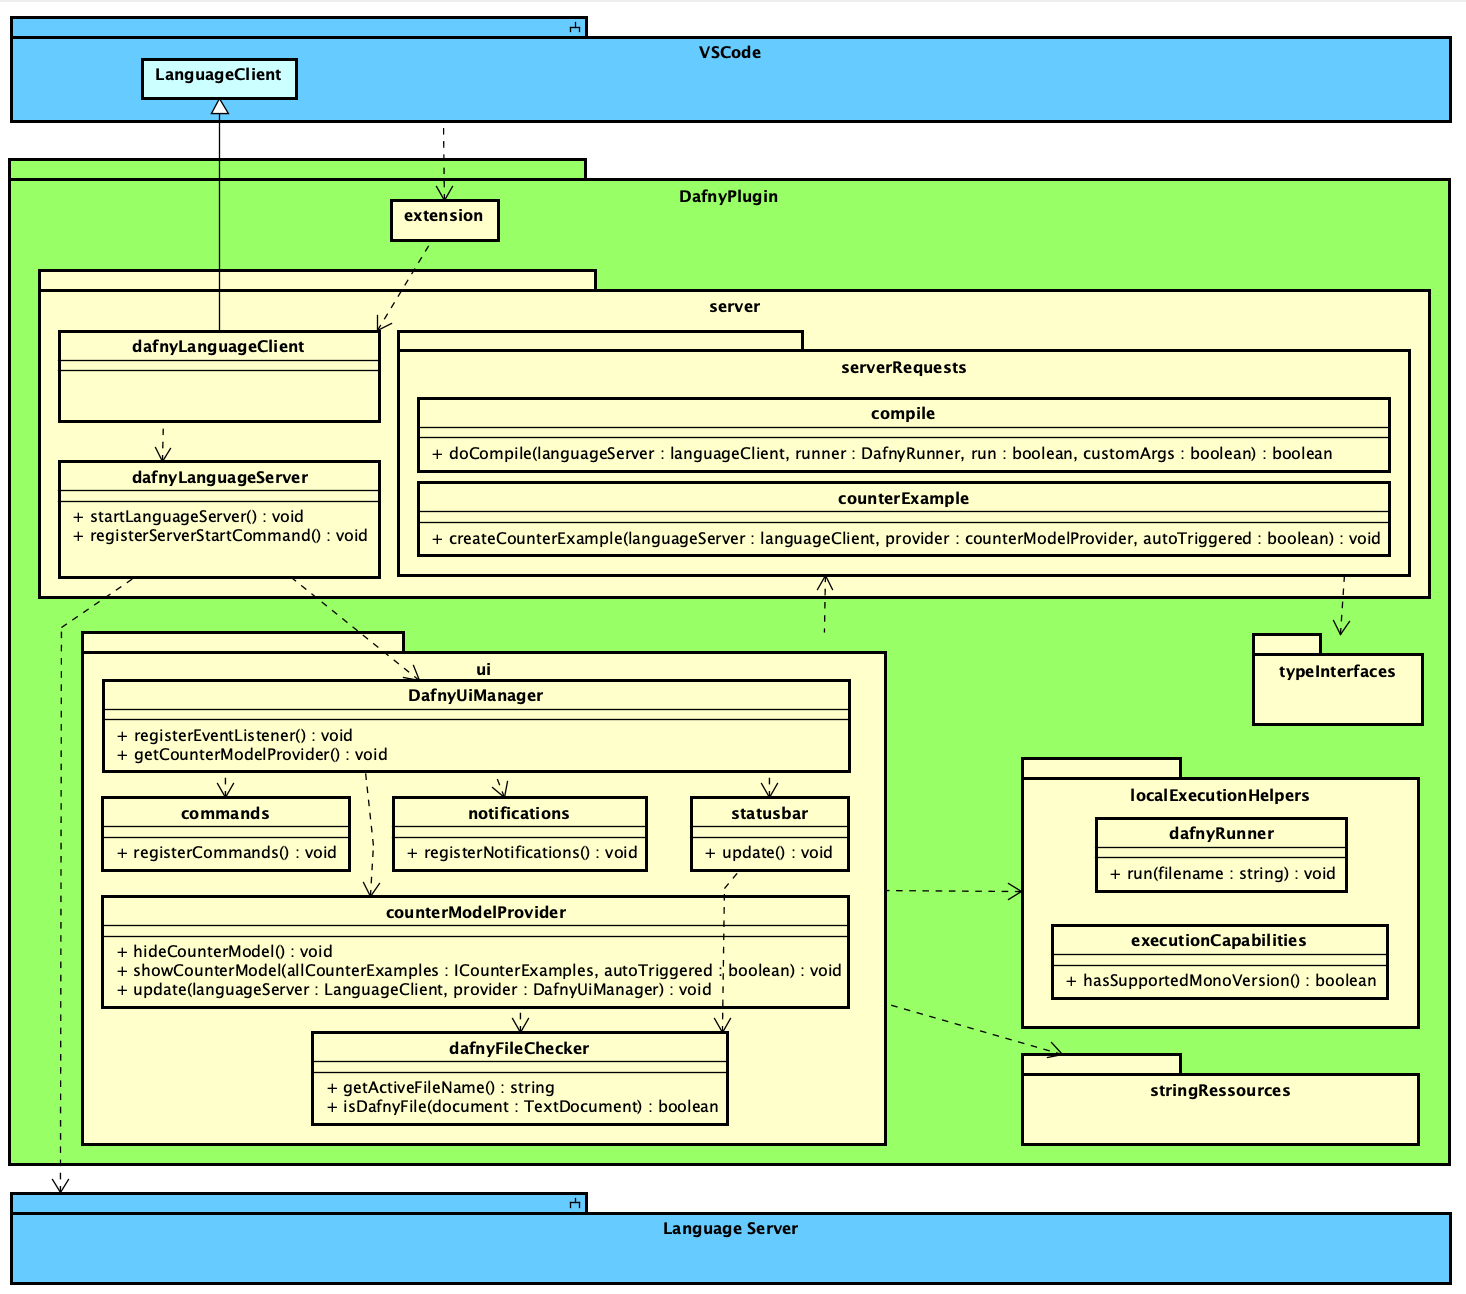 VSCode
LanguageClient
DafnyPlugin
extension
server
dafnyLanguageClient
serverRequests
compile
+ doCompile(languageServer : languageClient, runner : DafnyRunner, run : boolean, customArgs : boolean) : boolean
dafnyLanguageServer
+ startLanguageServer() : void
+ registerServerStartCommand() : void
counterExample
+ createCounterExample(languageServer : languageClient, provider : counterModelProvider, autoTriggered : boolean) : void
ui
DafnyUiManager
+ registerEventListener() : void
+ getCounterModelProvider() : void
typeInterfaces
commands
+ registerCommands() : void
notifications
+ registerNotifications() : void
statusbar
+ update() : void
localExecutionHelpers
dafnyRunner
+ run(filename : string) : void
counterModelProvider
+ hideCounterModel() : void
+ showCounterModel(allCounterExamples : ICounterExamples, autoTriggered : boolean) : void
+ update(languageServer : LanguageClient, provider : DafnyUiManager) : void
executionCapabilities
+ hasSupportedMonoVersion() : boolean
dafnyFileChecker
+ getActiveFileName() : string
+ isDafnyFile(document : TextDocument) : boolean
stringRessources
Language Server